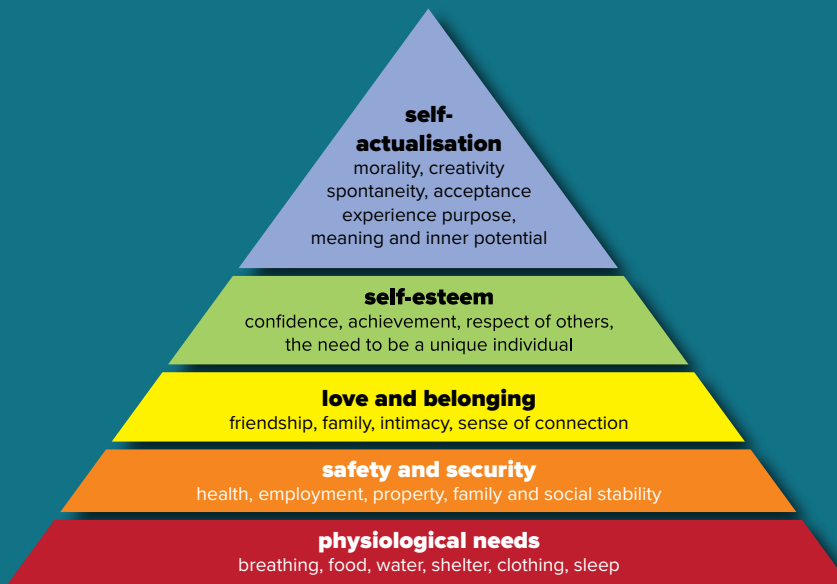 self-
actualisation
morality, creativity
spontaneity, acceptance
experience purpose,
meaning and inner potential
self-esteem
confidence, achievement, respect of others,
the need to be a unique individual
love and belonging
friendship, family, intimacy, sense of connection
safety and security
health, employment, property, family and social stability
physiological needs
breathing, food, water, shelter, clothing, sleep